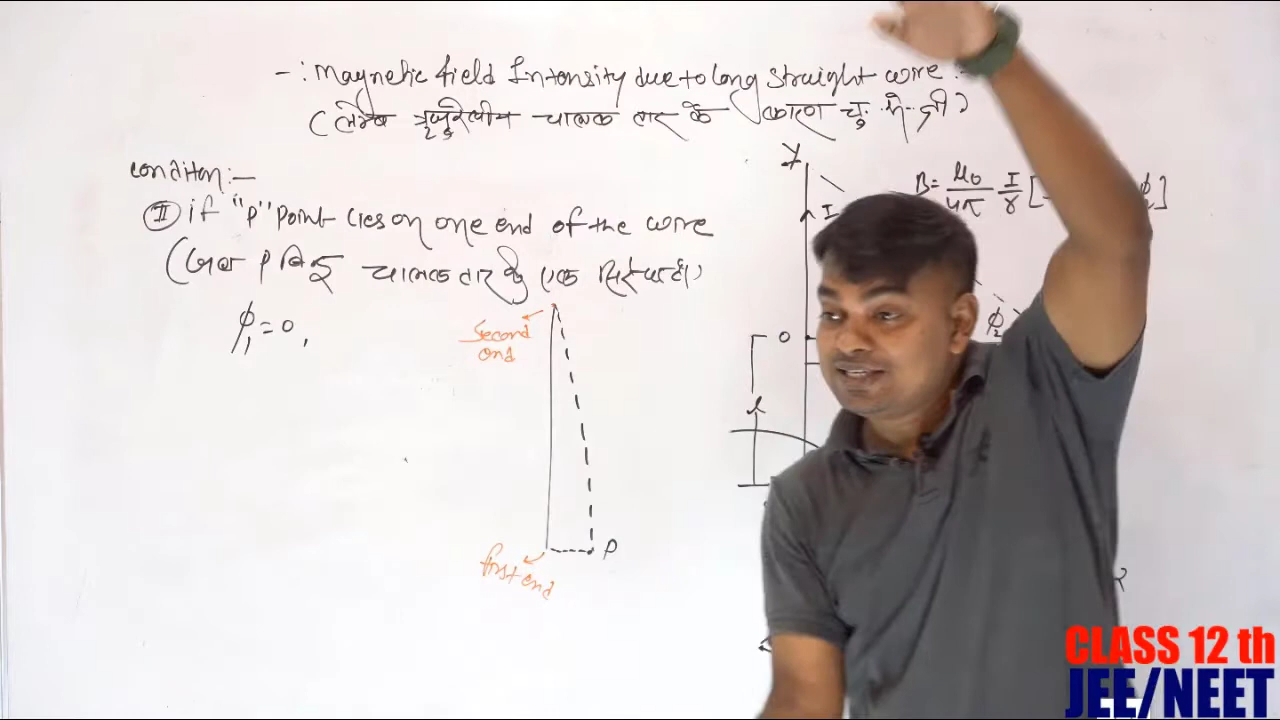 -: Magnetic field Intensity due to long straight wire :-
( लम्बे ऋजुरेखीय चालक तार के कारण चु. क्षे. ती)
Condition:-
II if "P" Point lies on one end of the wire
(जब P बिन्दु चालक तार के एक सिरे पर हो)
ϕ₁ = 0,
Second
end
first end
P
Y
B = μ₀/4π I/r [
ϕ₂
I
O
l
CLASS 12 th
JEE/NEET